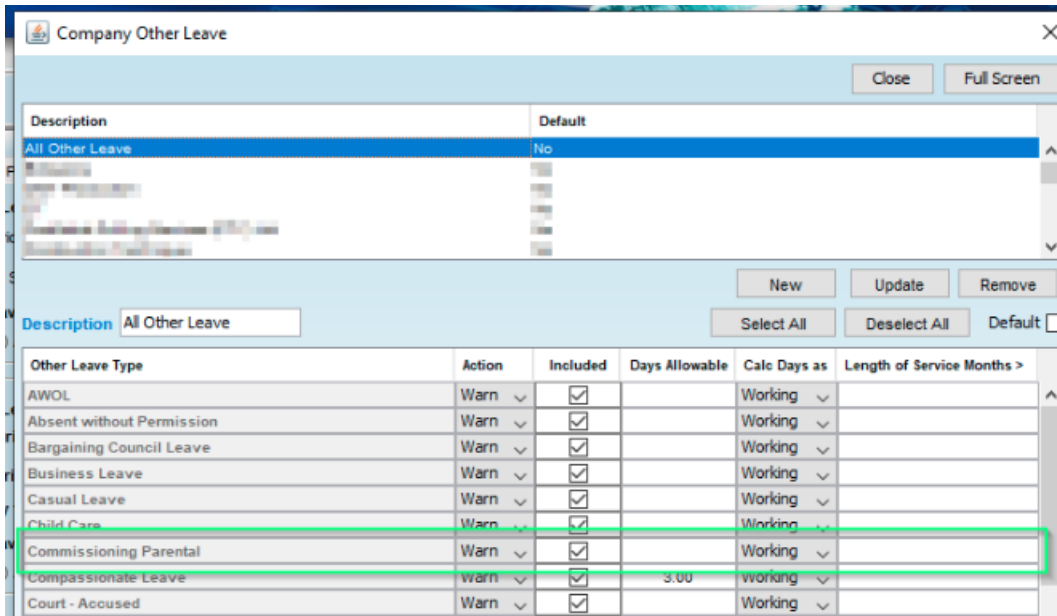 Company Other Leave
Close Full Screen
Description Default
All Other Leave No
New Update Remove
Description All Other Leave Select All Deselect All Default
Other Leave Type Action Included Days Allowable Calc Days as Length of Service Months >
AWOL Warn Working
Absent without Permission Warn Working
Bargaining Council Leave Warn Working
Business Leave Warn Working
Casual Leave Warn Working
Child Care Warn Working
Commissioning Parental Warn Working
Compassionate Leave Warn 3.00 Working
Court - Accused Warn Working